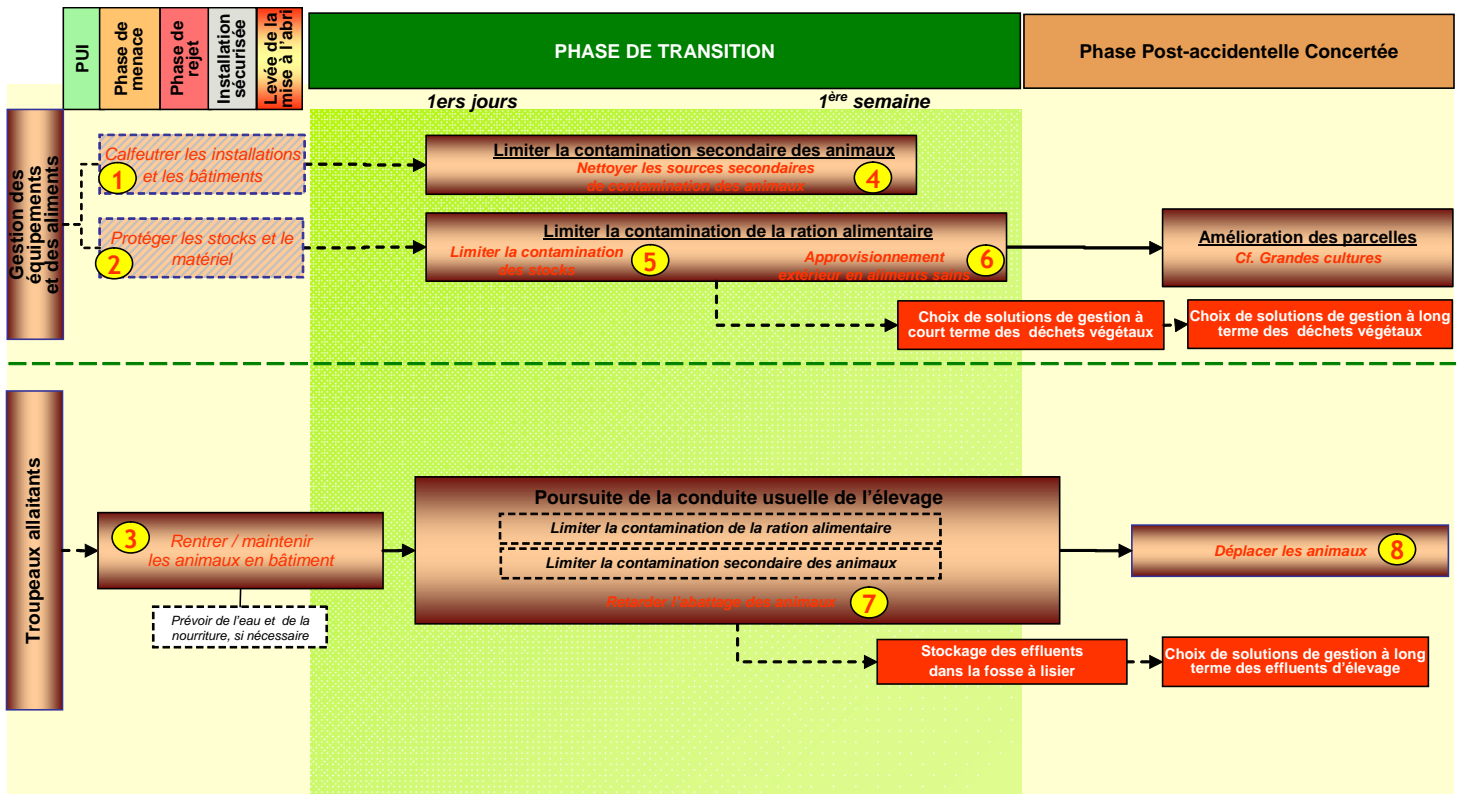 PUI
Phase de
menace
Phase de
rejet
Installation
sécurisée
Levée de la
mise à l'abri
PHASE DE TRANSITION
Phase Post-accidentelle Concertée
1ers jours
1ère semaine
Gestion des
équipements
et des aliments
Calfeutrer les installations
et les bâtiments
1
Limiter la contamination secondaire des animaux
Nettoyer les sources secondaires
de contamination des animaux
4
Protéger les stocks et le
matériel
2
Limiter la contamination de la ration alimentaire
Limiter la contamination
des stocks
5
Approvisionnement
extérieur en aliments sains
6
Amélioration des parcelles
Cf. Grandes cultures
Choix de solutions de gestion à
court terme des déchets végétaux
Choix de solutions de gestion à long
terme des déchets végétaux
Troupeaux allaitants
3
Rentrer / maintenir
les animaux en bâtiment
Prévoir de l'eau et de la
nourriture, si nécessaire
Poursuite de la conduite usuelle de l'élevage
Limiter la contamination de la ration alimentaire
Limiter la contamination secondaire des animaux
Retarder l'abattage des animaux
7
Déplacer les animaux
8
Stockage des effluents
dans la fosse à lisier
Choix de solutions de gestion à long
terme des effluents d'élevage